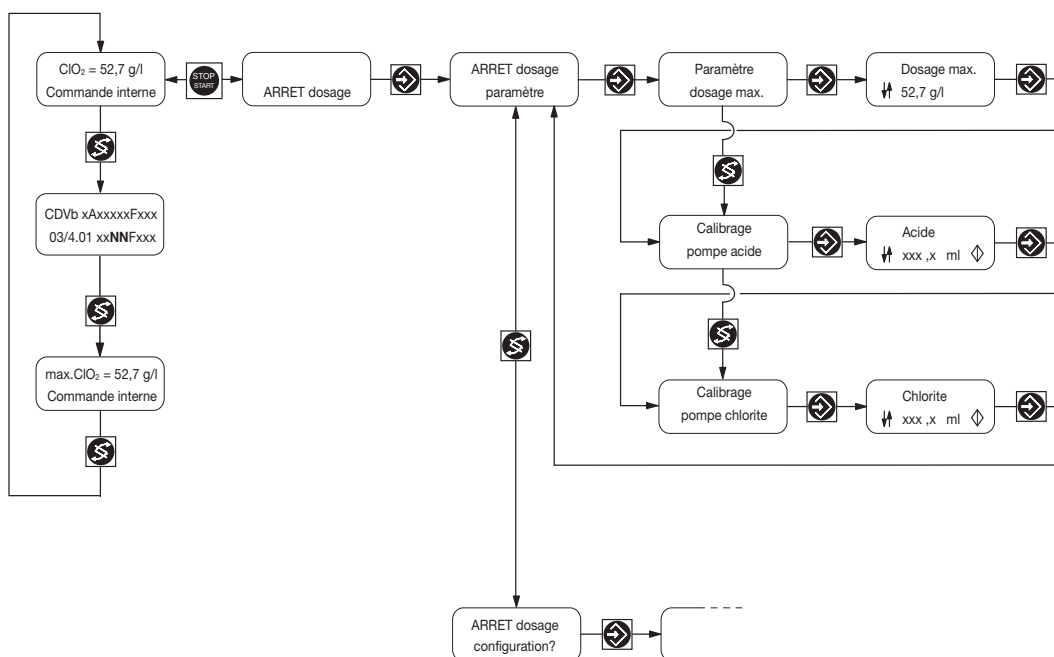 ClO₂ = 52,7 g/l
Commande interne
STOP
START
ARRET dosage
ARRET dosage
paramètre
Paramètre
dosage max.
Dosage max.
52,7 g/l
CDVb xAxxxxxFxxx
03/4.01 xxNNFxxx
Calibrage
pompe acide
Acide
xxx ,x ml
max.ClO₂ = 52,7 g/l
Commande interne
Calibrage
pompe chlorite
Chlorite
xxx ,x ml
ARRET dosage
configuration?